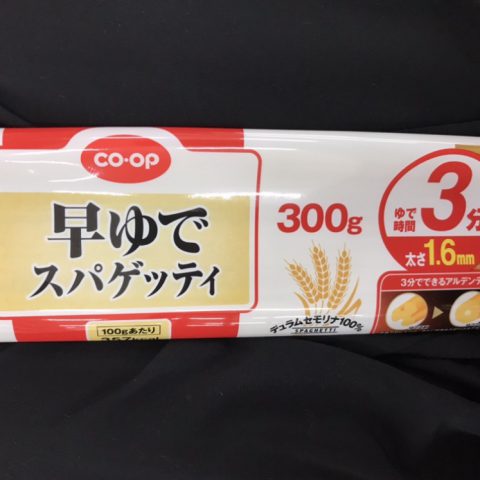 CO·OP
早ゆで
スパゲッティ
100gあたり
300g
デュラムセモリナ100%
SPAGHETTI
ゆで
時間
3分
太さ1.6mm
3分でできるアルデンテ